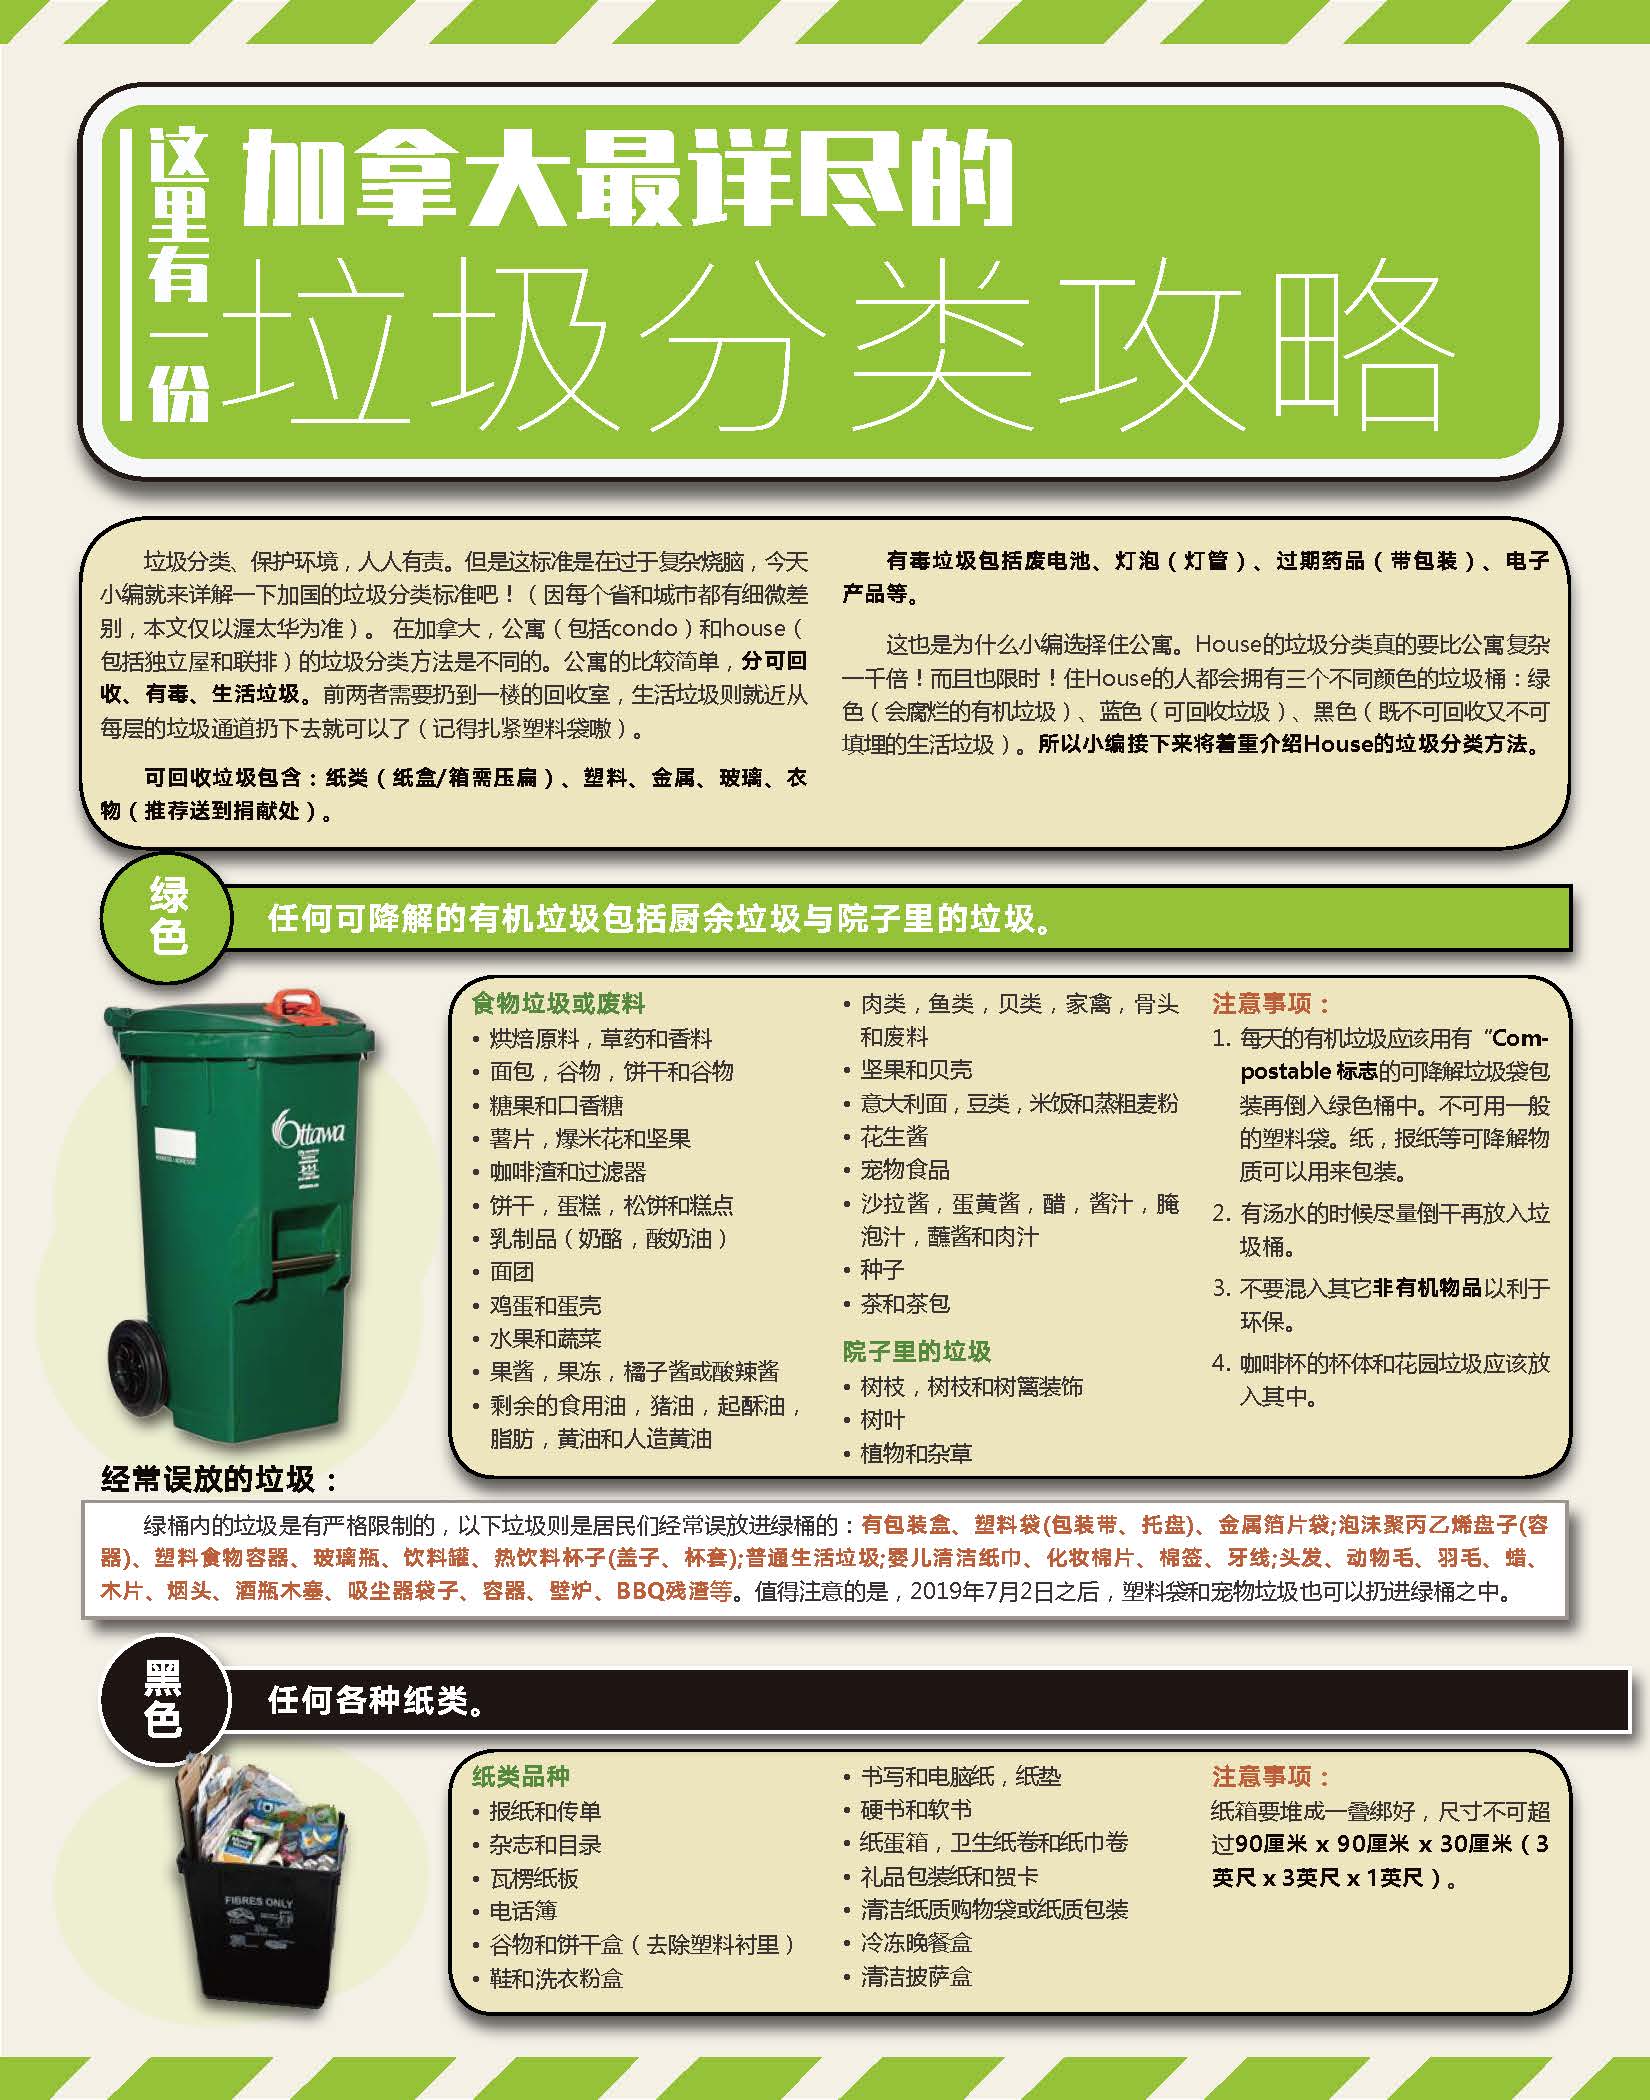 这里有一份
加拿大最详尽的
垃圾分类攻略
垃圾分类、保护环境，人人有责。但是这标准是在过于复杂烧脑，今天
小编就来详解一下加国的垃圾分类标准吧！（因每个省和城市都有细微差
别，本文仅以渥太华为准）。 在加拿大，公寓（包括condo）和house（
包括独立屋和联排）的垃圾分类方法是不同的。公寓的比较简单，分可回
收、有毒、生活垃圾。前两者需要扔到一楼的回收室，生活垃圾则就近从
每层的垃圾通道扔下去就可以了（记得扎紧塑料袋嗷）。
可回收垃圾包含：纸类（纸盒/箱需压扁）、塑料、金属、玻璃、衣
物（推荐送到捐献处）。
有毒垃圾包括废电池、灯泡（灯管）、过期药品（带包装）、电子
产品等。
这也是为什么小编选择住公寓。House的垃圾分类真的要比公寓复杂
一千倍！而且也限时！住House的人都会拥有三个不同颜色的垃圾桶：绿
色（会腐烂的有机垃圾）、蓝色（可回收垃圾）、黑色（既不可回收又不可
填埋的生活垃圾）。所以小编接下来将着重介绍House的垃圾分类方法。
绿
色
任何可降解的有机垃圾包括厨余垃圾与院子里的垃圾。
Ottawa
食物垃圾或废料
• 烘焙原料，草药和香料
• 面包，谷物，饼干和谷物
• 糖果和口香糖
• 薯片，爆米花和坚果
• 咖啡渣和过滤器
• 饼干，蛋糕，松饼和糕点
• 乳制品（奶酪，酸奶油）
• 面团
• 鸡蛋和蛋壳
• 水果和蔬菜
• 果酱，果冻，橘子酱或酸辣酱
• 剩余的食用油，猪油，起酥油，
脂肪，黄油和人造黄油
• 肉类，鱼类，贝类，家禽，骨头
和废料
• 坚果和贝壳
• 意大利面，豆类，米饭和蒸粗麦粉
• 花生酱
• 宠物食品
• 沙拉酱，蛋黄酱，醋，酱汁，腌
泡汁，蘸酱和肉汁
• 种子
• 茶和茶包
院子里的垃圾
• 树枝，树枝和树篱装饰
• 树叶
• 植物和杂草
注意事项：
1. 每天的有机垃圾应该用有“Com-
postable 标志的可降解垃圾袋包
装再倒入绿色桶中。不可用一般
的塑料袋。纸，报纸等可降解物
质可以用来包装。
2. 有汤水的时候尽量倒干再放入垃
圾桶。
3. 不要混入其它非有机物品以利于
环保。
4. 咖啡杯的杯体和花园垃圾应该放
入其中。
经常误放的垃圾：
绿桶内的垃圾是有严格限制的，以下垃圾则是居民们经常误放进绿桶的：有包装盒、塑料袋(包装带、托盘)、金属箔片袋;泡沫聚丙乙烯盘子(容
器)、塑料食物容器、玻璃瓶、饮料罐、热饮料杯子(盖子、杯套);普通生活垃圾;婴儿清洁纸巾、化妆棉片、棉签、牙线;头发、动物毛、羽毛、蜡、
木片、烟头、酒瓶木塞、吸尘器袋子、容器、壁炉、BBQ残渣等。值得注意的是，2019年7月2日之后，塑料袋和宠物垃圾也可以扔进绿桶之中。
黑
色
任何各种纸类。
FIBRES ONLY
纸类品种
• 报纸和传单
• 杂志和目录
• 瓦楞纸板
• 电话簿
• 谷物和饼干盒（去除塑料衬里）
• 鞋和洗衣粉盒
• 书写和电脑纸，纸垫
• 硬书和软书
• 纸蛋箱，卫生纸卷和纸巾卷
• 礼品包装纸和贺卡
• 清洁纸质购物袋或纸质包装
• 冷冻晚餐盒
• 清洁披萨盒
注意事项：
纸箱要堆成一叠绑好，尺寸不可超
过90厘米 x 90厘米 x 30厘米（3
英尺 x 3英尺 x 1英尺）。